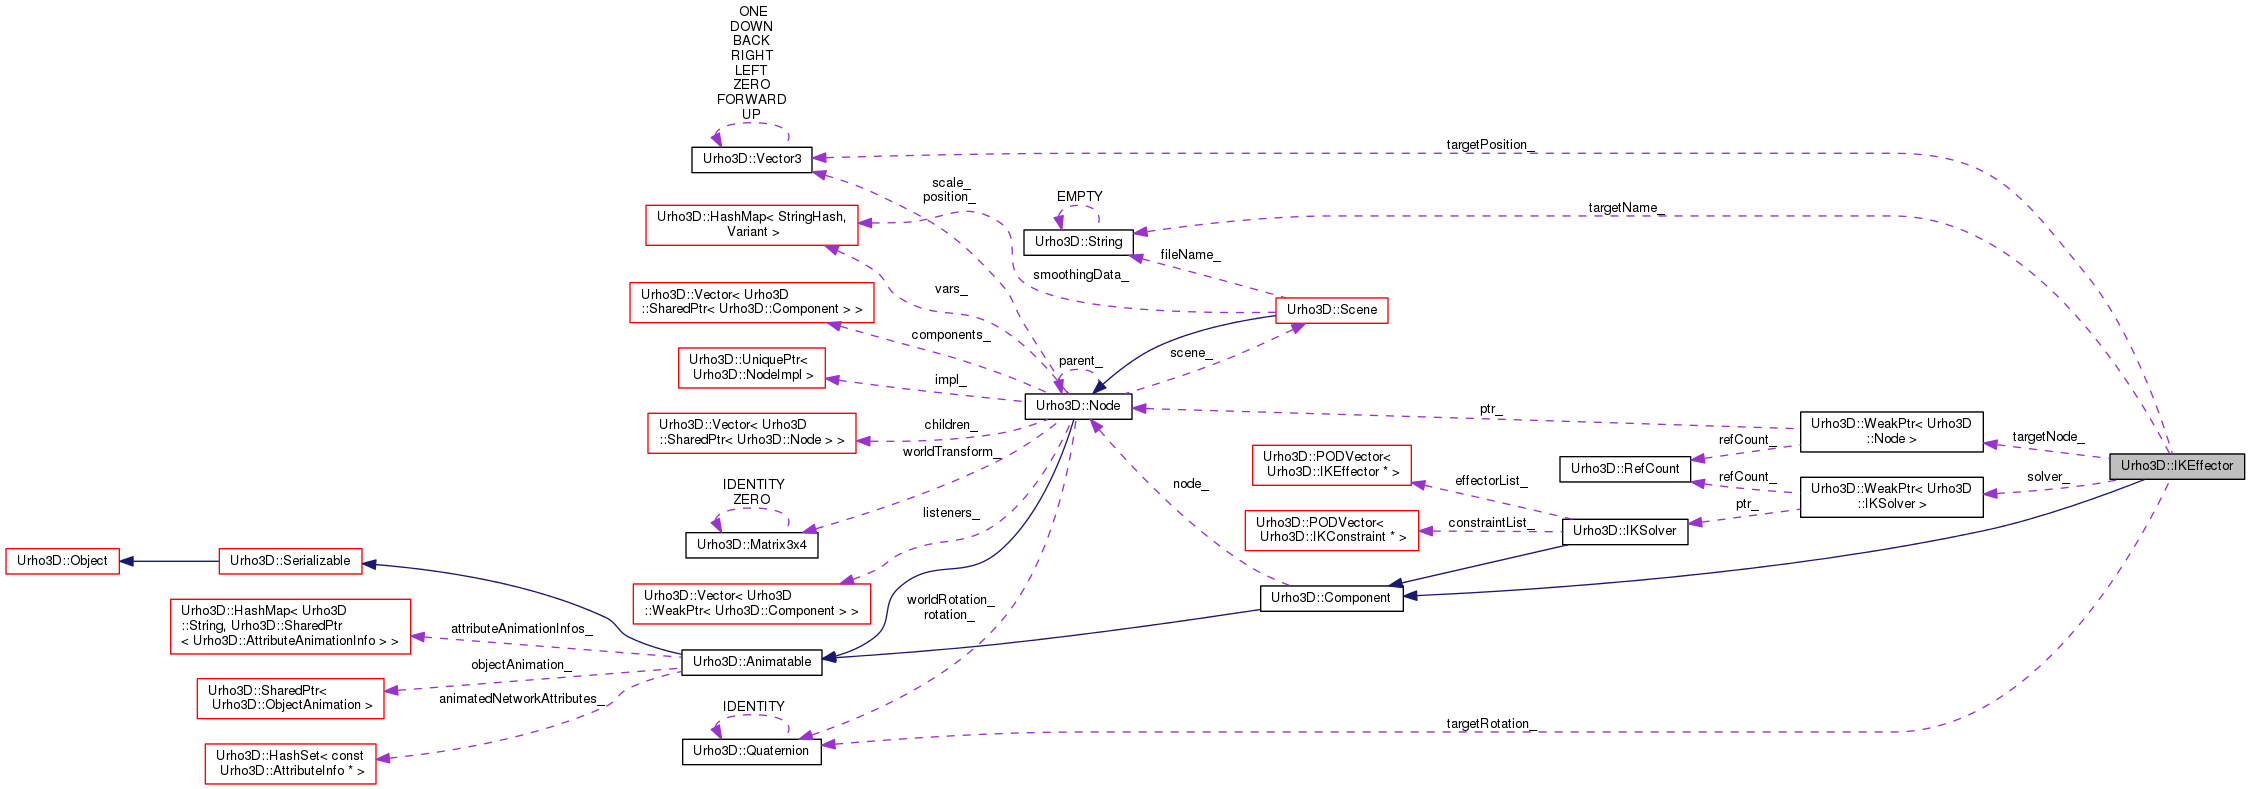 ONE
DOWN
BACK
RIGHT
LEFT
ZERO
FORWARD
UP
Urho3D::Vector3
targetPosition_
scale_
position_
EMPTY
Urho3D::HashMap< StringHash,
Variant >
targetName_
Urho3D::String
fileName_
smoothingData_
vars_
Urho3D::Vector< Urho3D
::SharedPtr< Urho3D::Component > >
Urho3D::Scene
components_
Urho3D::UniquePtr<
Urho3D::NodeImpl >
parent_
scene_
impl_
Urho3D::Node
ptr_
Urho3D::Vector< Urho3D
::SharedPtr< Urho3D::Node > >
children_
Urho3D::WeakPtr< Urho3D
::Node >
refCount_
targetNode_
worldTransform_
Urho3D::PODVector<
Urho3D::IKEffector * >
Urho3D::RefCount
Urho3D::IKEffector
IDENTITY
ZERO
node_
effectorList_
refCount_
solver_
Urho3D::WeakPtr< Urho3D
::IKSolver >
ptr_
listeners_
Urho3D::PODVector<
Urho3D::IKConstraint * >
constraintList_
Urho3D::IKSolver
Urho3D::Matrix3x4
Urho3D::Object
Urho3D::Serializable
Urho3D::Vector< Urho3D
::WeakPtr< Urho3D::Component > >
worldRotation_
rotation_
Urho3D::Component
Urho3D::HashMap< Urho3D
::String, Urho3D::SharedPtr
< Urho3D::AttributeAnimationInfo > >
attributeAnimationInfos_
Urho3D::Animatable
objectAnimation_
Urho3D::SharedPtr<
Urho3D::ObjectAnimation >
animatedNetworkAttributes_
IDENTITY
targetRotation_
Urho3D::Quaternion
Urho3D::HashSet< const
Urho3D::AttributeInfo * >